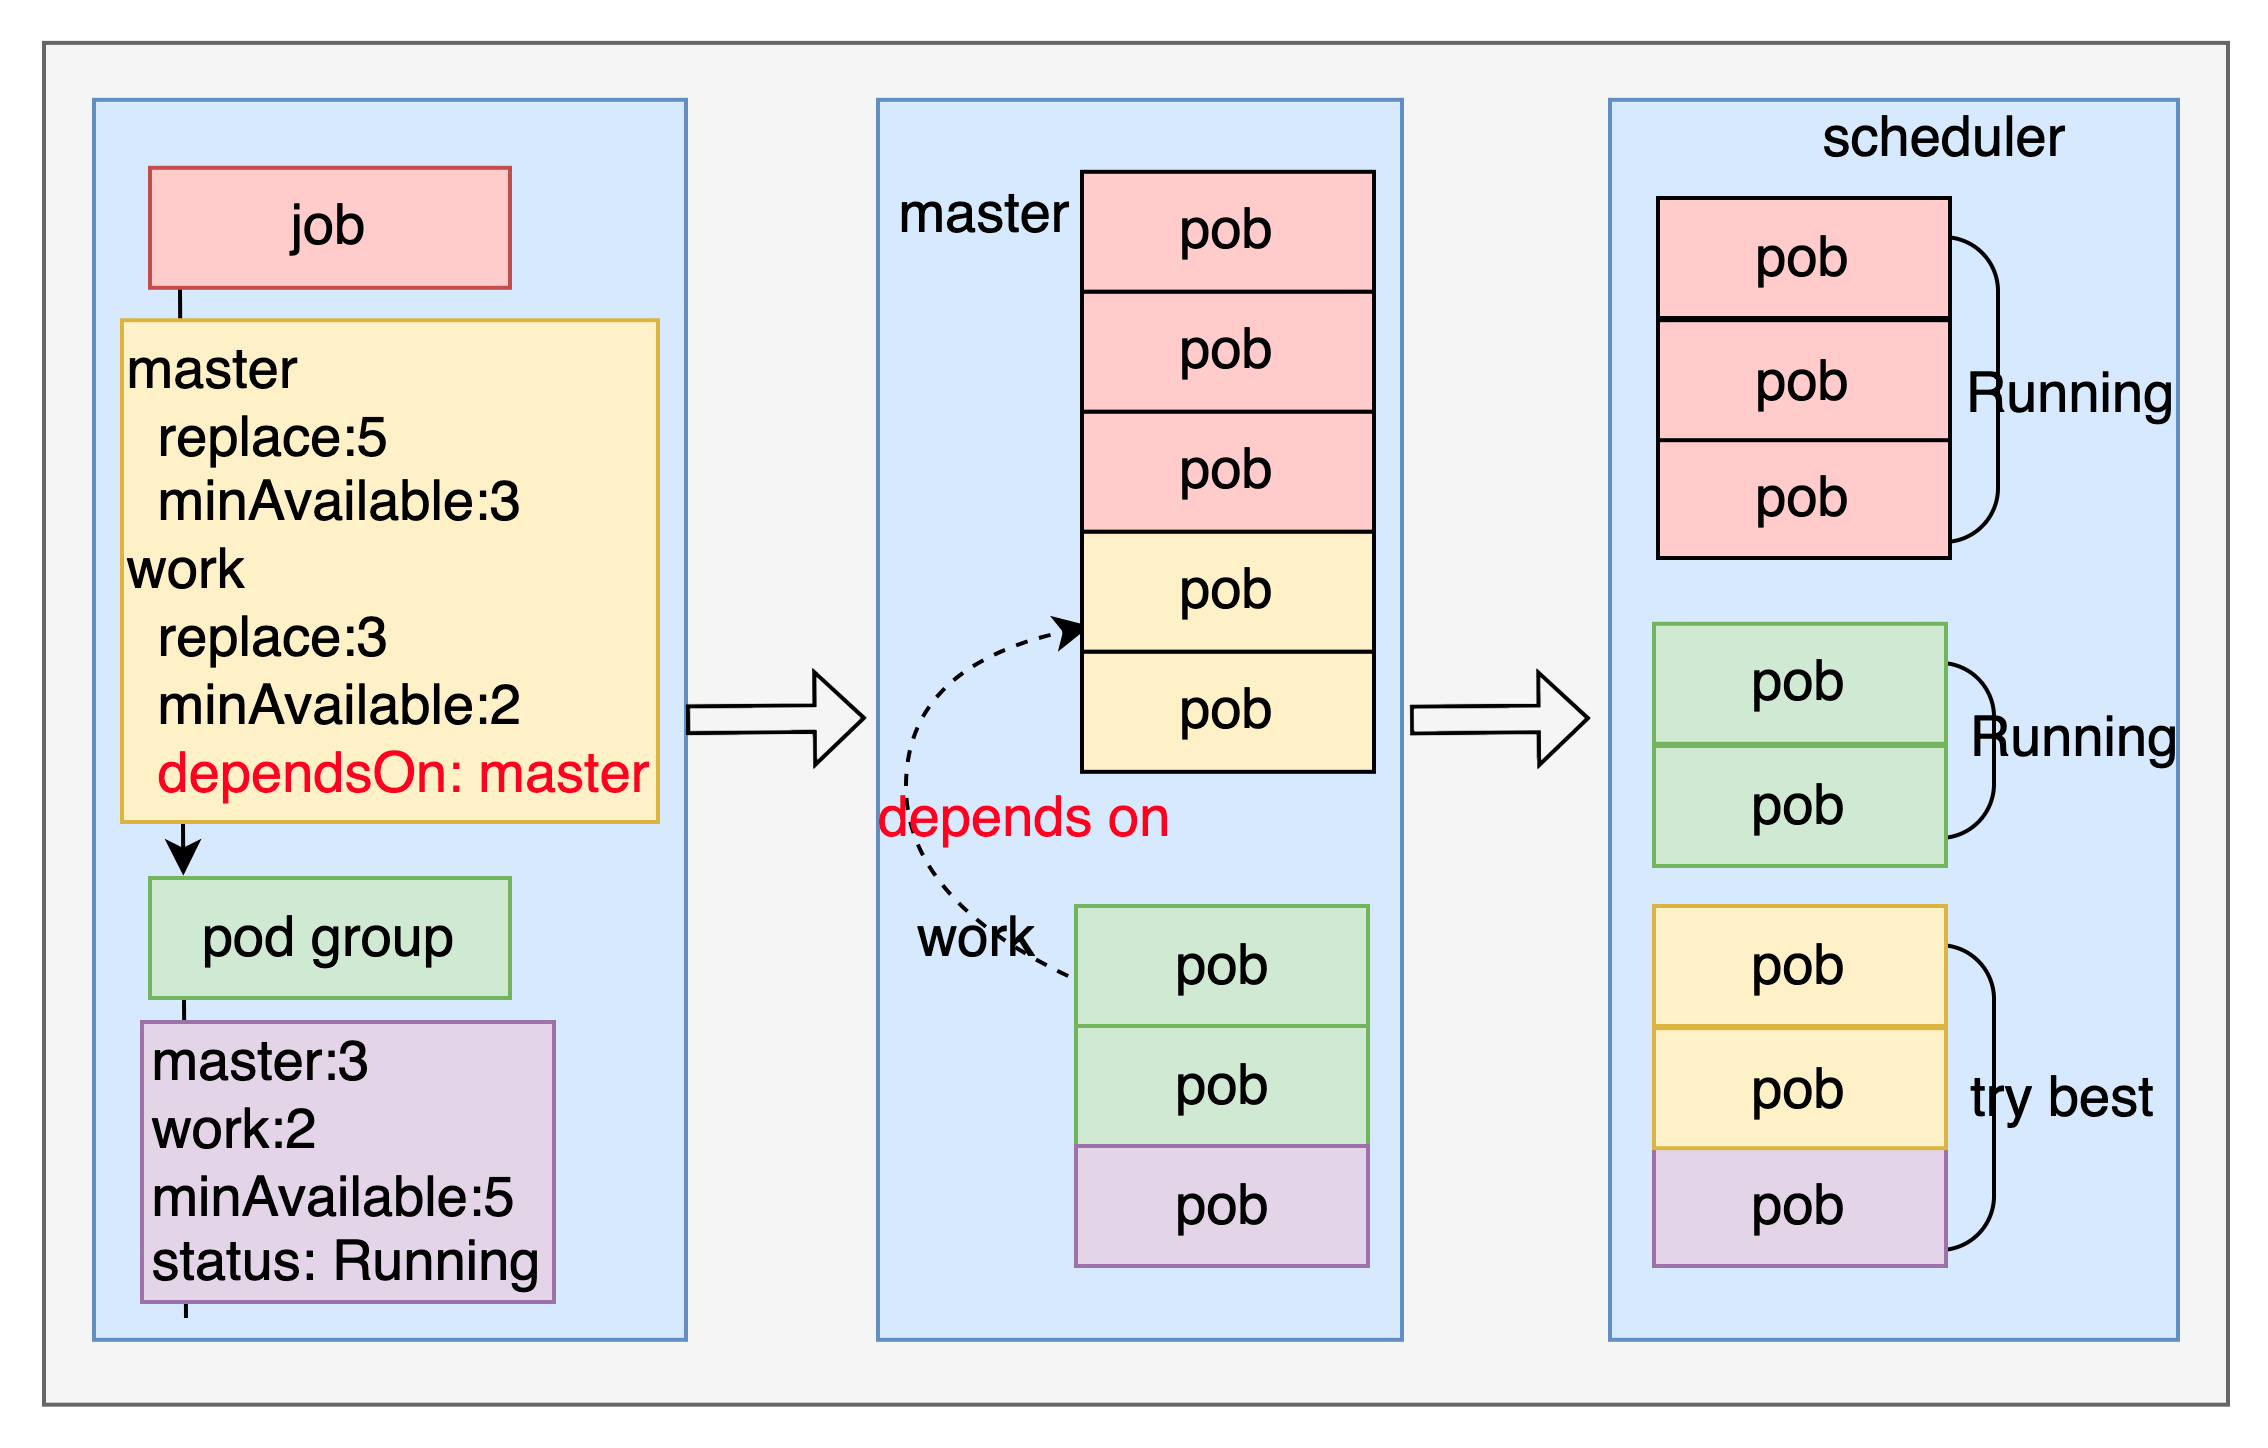 job
master
replace:5
minAvailable:3
work
replace:3
minAvailable:2
dependsOn: master
pod group
master:3
work:2
minAvailable:5
status: Running
master
pob
pob
pob
pob
pob
depends on
work
pob
pob
pob
scheduler
pob
pob
pob
Running
pob
pob
Running
pob
pob
pob
try best